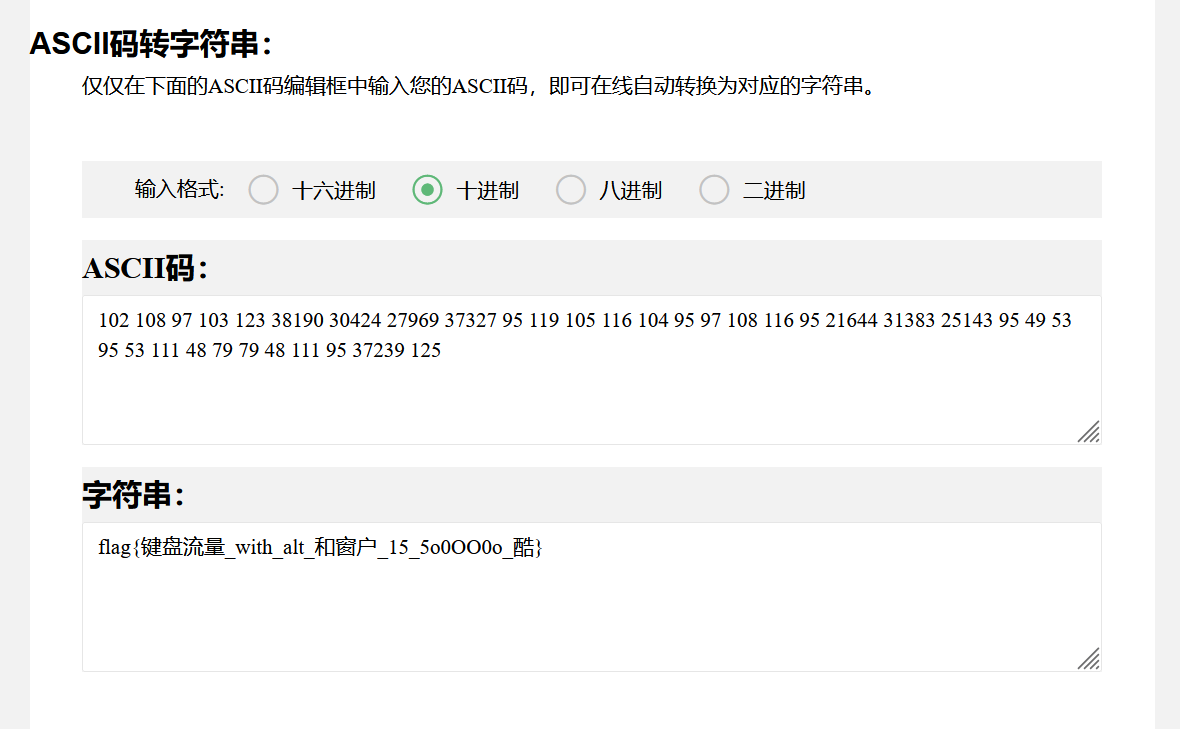 ASCII码转字符串：
仅仅在下面的ASCII码编辑框中输入您的ASCII码，即可在线自动转换为对应的字符串。
输入格式: 十六进制 十进制 八进制 二进制
ASCII码：
102 108 97 103 123 38190 30424 27969 37327 95 119 105 116 104 95 97 108 116 95 21644 31383 25143 95 49 53
95 53 111 48 79 79 48 111 95 37239 125
字符串：
flag{键盘流量_with_alt_和窗户_15_5o0OO0o_酷}